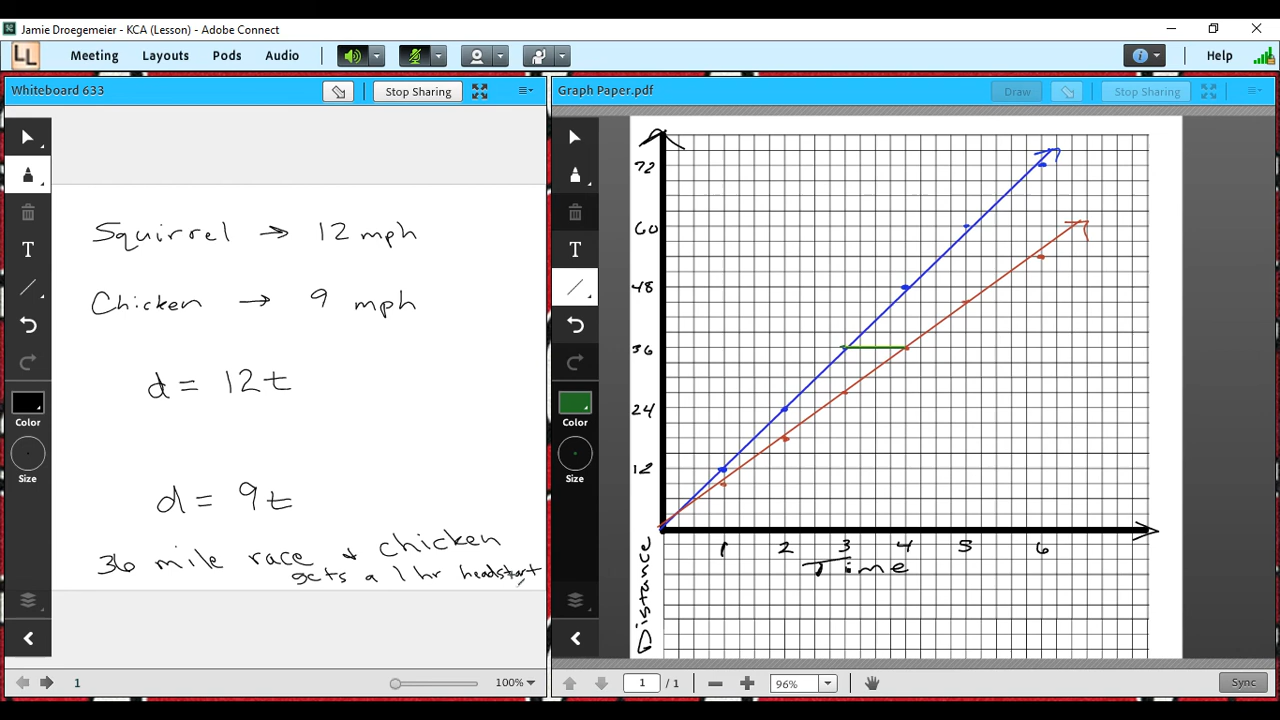 Jamie Droegemeier - KCA (Lesson) - Adobe Connect
LL Meeting Layouts Pods Audio Help
Whiteboard 633 Stop Sharing
Squirrel → 12 mph
Chicken → 9 mph
d = 12t
d = 9t
36 mile race + chicken
gets a 1 hr headstart
T
Color
Size
1 100%
Graph Paper.pdf Draw Stop Sharing
T
Color
Size
72
60
48
36
24
12
1 2 3 4 5 6
Time
Distance
1 / 1 96% Sync